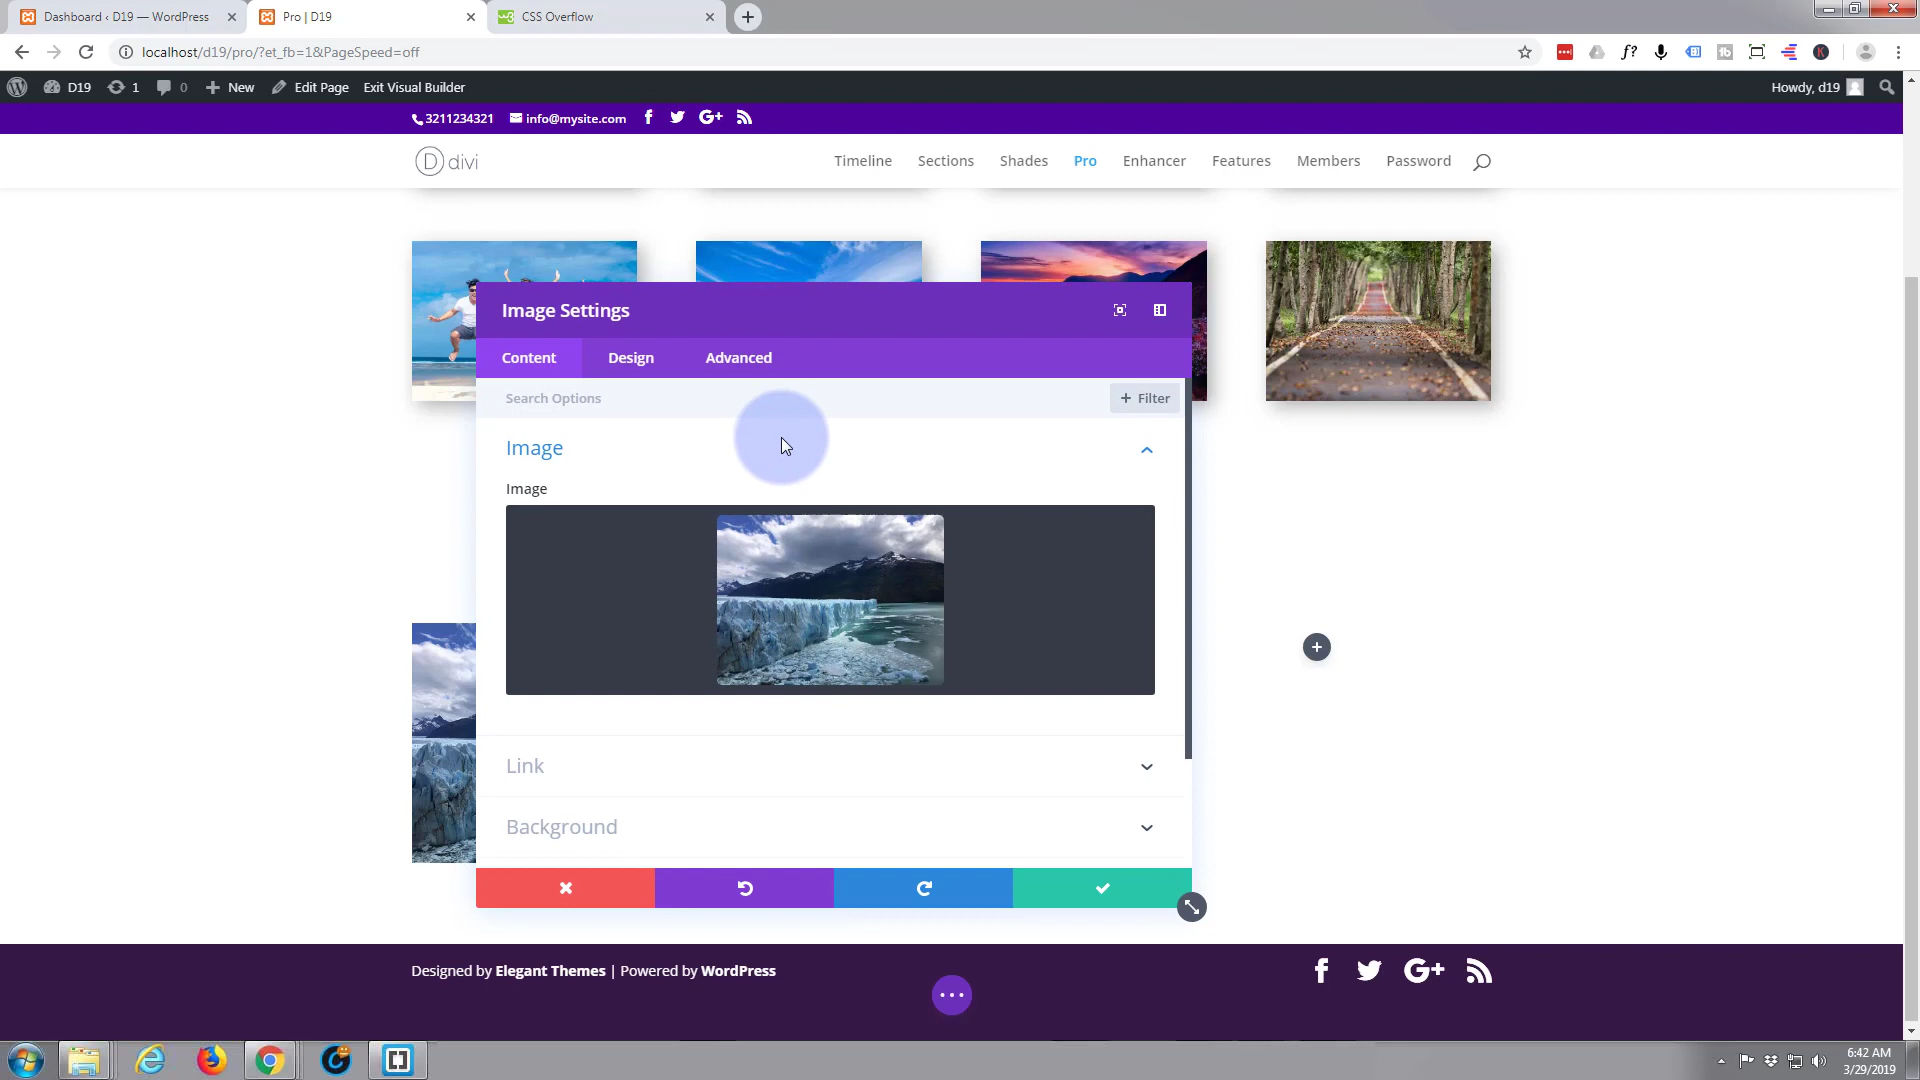 Dashboard ‹ D19 — WordPress
Pro | D19
CSS Overflow
localhost/d19/pro/?et_fb=1&PageSpeed=off
D19
1
0
New
Edit Page
Exit Visual Builder
Howdy, d19
3211234321
info@mysite.com
divi
Timeline
Sections
Shades
Pro
Enhancer
Features
Members
Password
Image Settings
Content
Design
Advanced
Search Options
+ Filter
Image
Image
Link
Background
Designed by Elegant Themes | Powered by WordPress
6:42 AM
3/29/2019